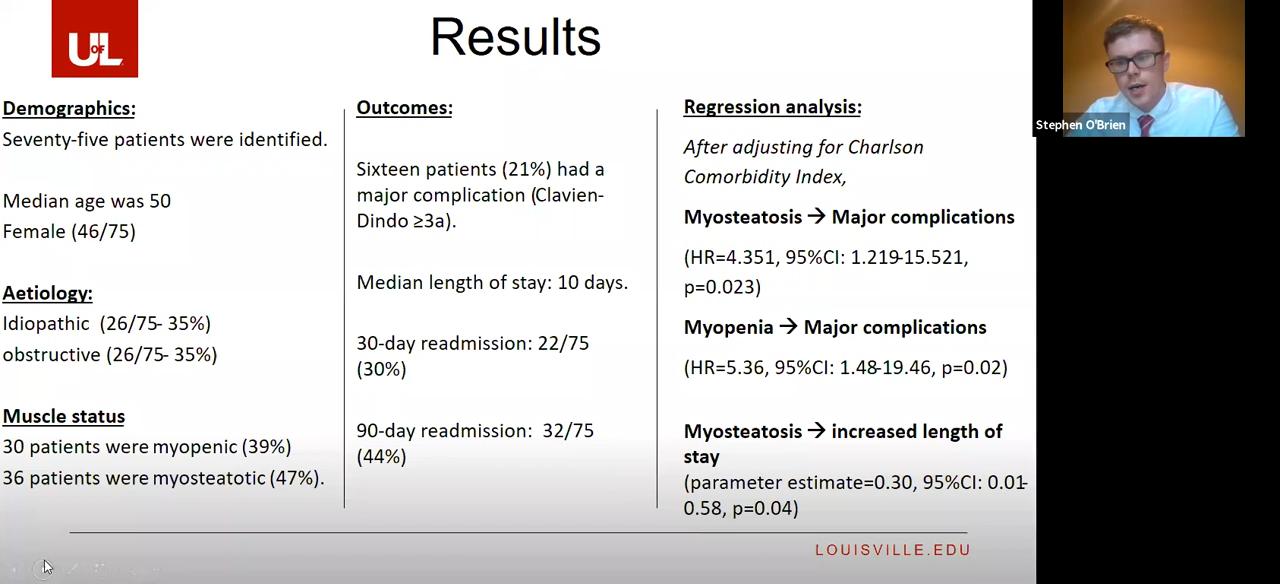 UofL
Results
Demographics:
Seventy-five patients were identified.
Median age was 50
Female (46/75)
Aetiology:
Idiopathic  (26/75- 35%)
obstructive (26/75- 35%)
Muscle status
30 patients were myopenic (39%)
36 patients were myosteatotic (47%).
Outcomes:
Sixteen patients (21%) had a
major complication (Clavien-
Dindo ≥3a).
Median length of stay: 10 days.
30-day readmission: 22/75
(30%)
90-day readmission:  32/75
(44%)
Regression analysis:
After adjusting for Charlson
Comorbidity Index,
Myosteatosis → Major complications
(HR=4.351, 95%CI: 1.219-15.521,
p=0.023)
Myopenia → Major complications
(HR=5.36, 95%CI: 1.48-19.46, p=0.02)
Myosteatosis → increased length of
stay
(parameter estimate=0.30, 95%CI: 0.01-
0.58, p=0.04)
LOUISVILLE.EDU
Stephen O'Brien